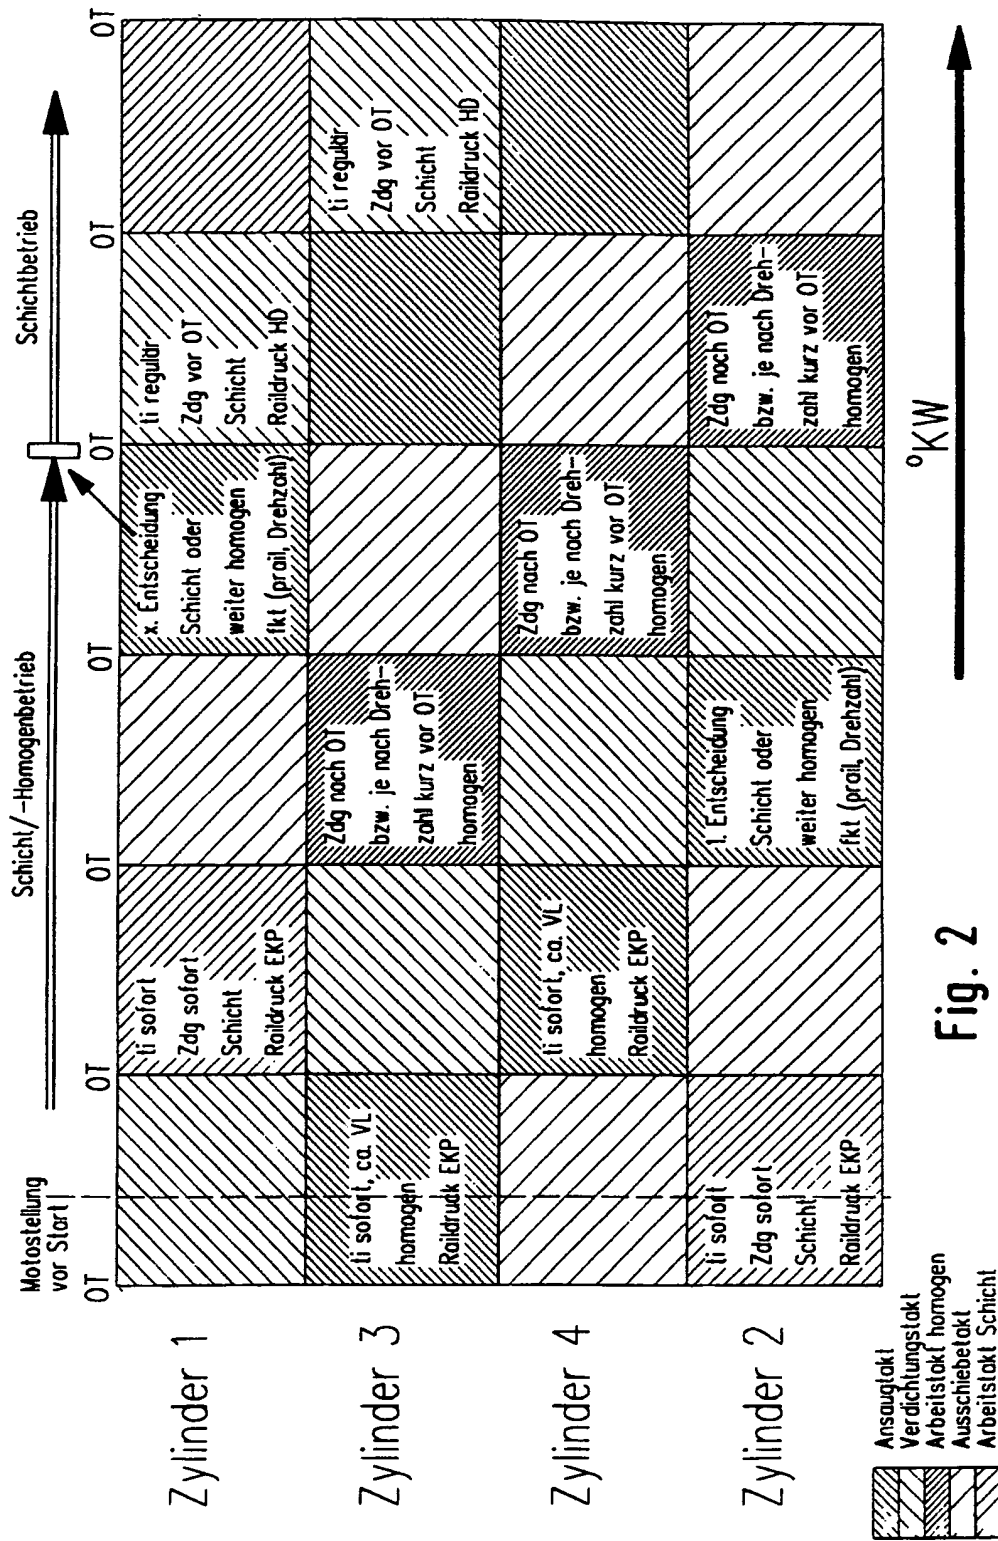 Motostellung
vor Start
Schicht/-Homogenbetrieb
Schichtbetrieb
OT
OT
OT
OT
OT
OT
OT
Zylinder 1
ti sofort
Zdg sofort
Schicht
Raildruck EKP
x. Entscheidung
Schicht oder
weiter homogen
fkt (prail, Drehzahl)
ti regulär
Zdg vor OT
Schicht
Raildruck HD
Zylinder 3
ti sofort, ca. VL
homogen
Raildruck EKP
Zdg nach OT
bzw. je nach Dreh-
zahl kurz vor OT
homogen
ti regulär
Zdg vor OT
Schicht
Raildruck HD
Zylinder 4
ti sofort, ca. VL
homogen
Raildruck EKP
Zdg nach OT
bzw. je nach Dreh-
zahl kurz vor OT
homogen
Zylinder 2
ti sofort
Zdg sofort
Schicht
Raildruck EKP
1. Entscheidung
Schicht oder
weiter homogen
fkt (prail, Drehzahl)
Zdg nach OT
bzw. je nach Dreh-
zahl kurz vor OT
homogen
°KW
Ansaugtakt
Verdichtungstakt
Arbeitstakt homogen
Ausschiebetakt
Arbeitstakt Schicht
Fig. 2